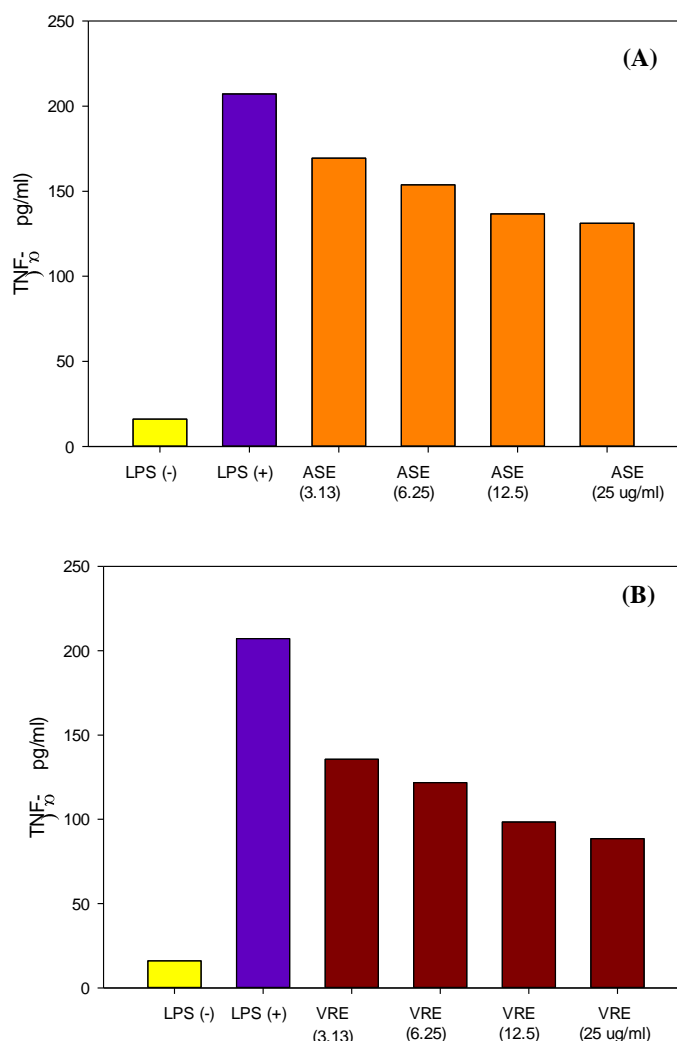 (A)
250
200
150
100
50
0
TNF-α pg/ml)
LPS (-) LPS (+) ASE ASE ASE ASE
(3.13) (6.25) (12.5) (25 ug/ml)
(B)
250
200
150
100
50
0
TNF-α pg/ml)
LPS (-) LPS (+) VRE VRE VRE VRE
(3.13) (6.25) (12.5) (25 ug/ml)